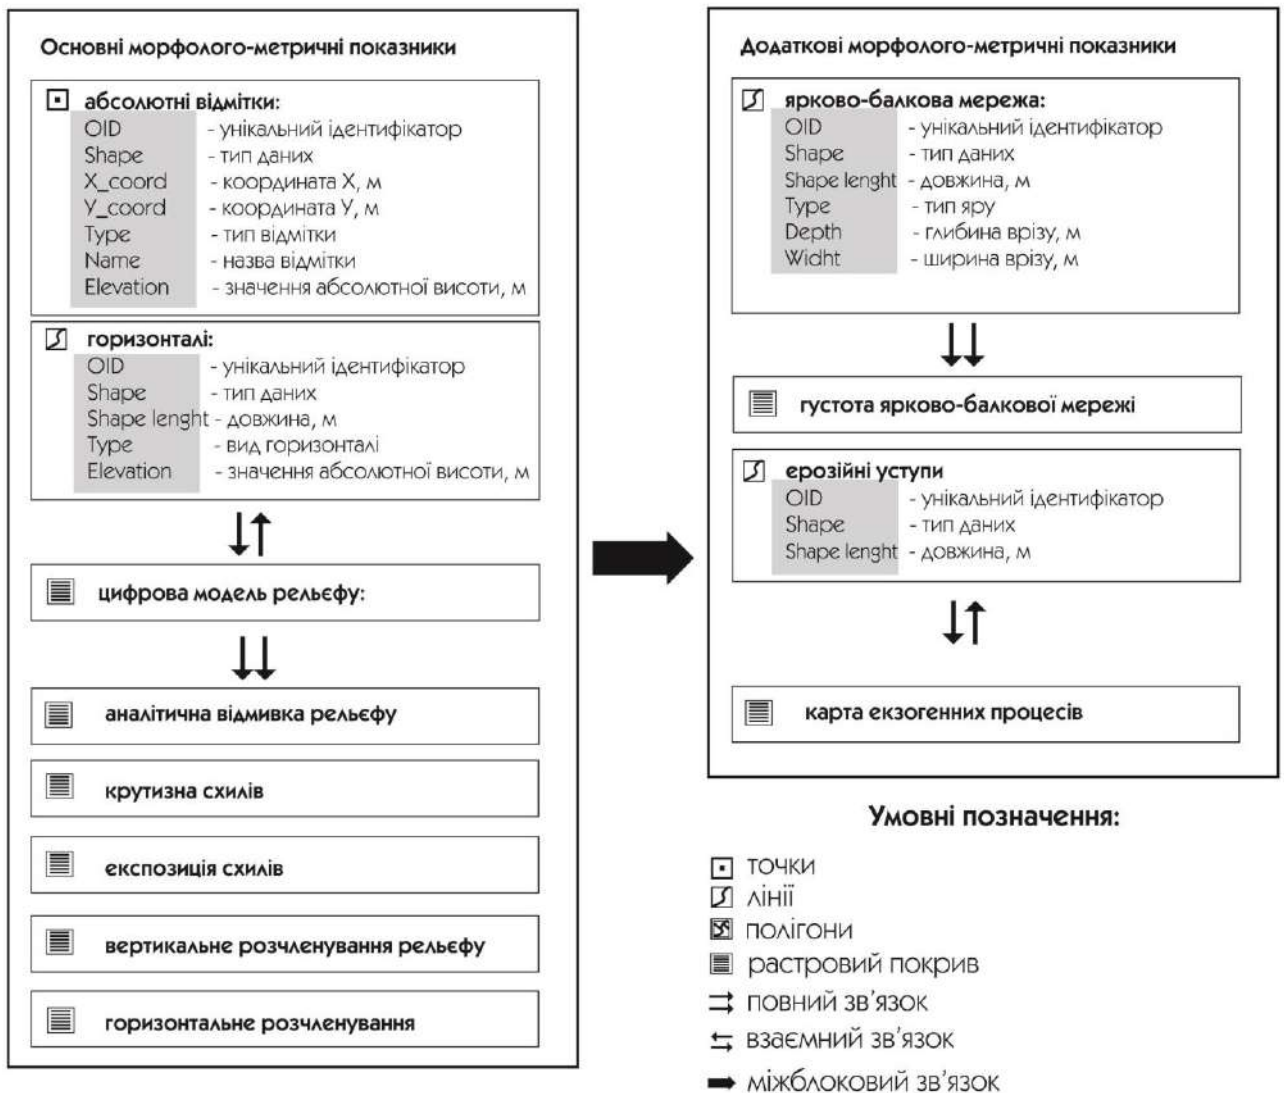 Основні морфолого-метричні показники
абсолютні відмітки:
OID - унікальний ідентифікатор
Shape - тип даних
X_coord - координата X, м
Y_coord - координата Y, м
Type - тип відмітки
Name - назва відмітки
Elevation - значення абсолютної висоти, м
горизонталі:
OID - унікальний ідентифікатор
Shape - тип даних
Shape lenght - довжина, м
Type - вид горизонталі
Elevation - значення абсолютної висоти, м
цифрова модель рельєфу:
аналітична відмивка рельєфу
крутизна схилів
експозиція схилів
вертикальне розчленування рельєфу
горизонтальне розчленування
Додаткові морфолого-метричні показники
ярково-балкова мережа:
OID - унікальний ідентифікатор
Shape - тип даних
Shape lenght - довжина, м
Type - тип яру
Depth - глибина врізу, м
Widht - ширина врізу, м
густота ярково-балкової мережі
ерозійні уступи
OID - унікальний ідентифікатор
Shape - тип даних
Shape lenght - довжина, м
карта екзогенних процесів
Умовні позначення:
точки
лінії
полігони
растровий покрив
повний зв'язок
взаємний зв'язок
міжблоковий зв'язок